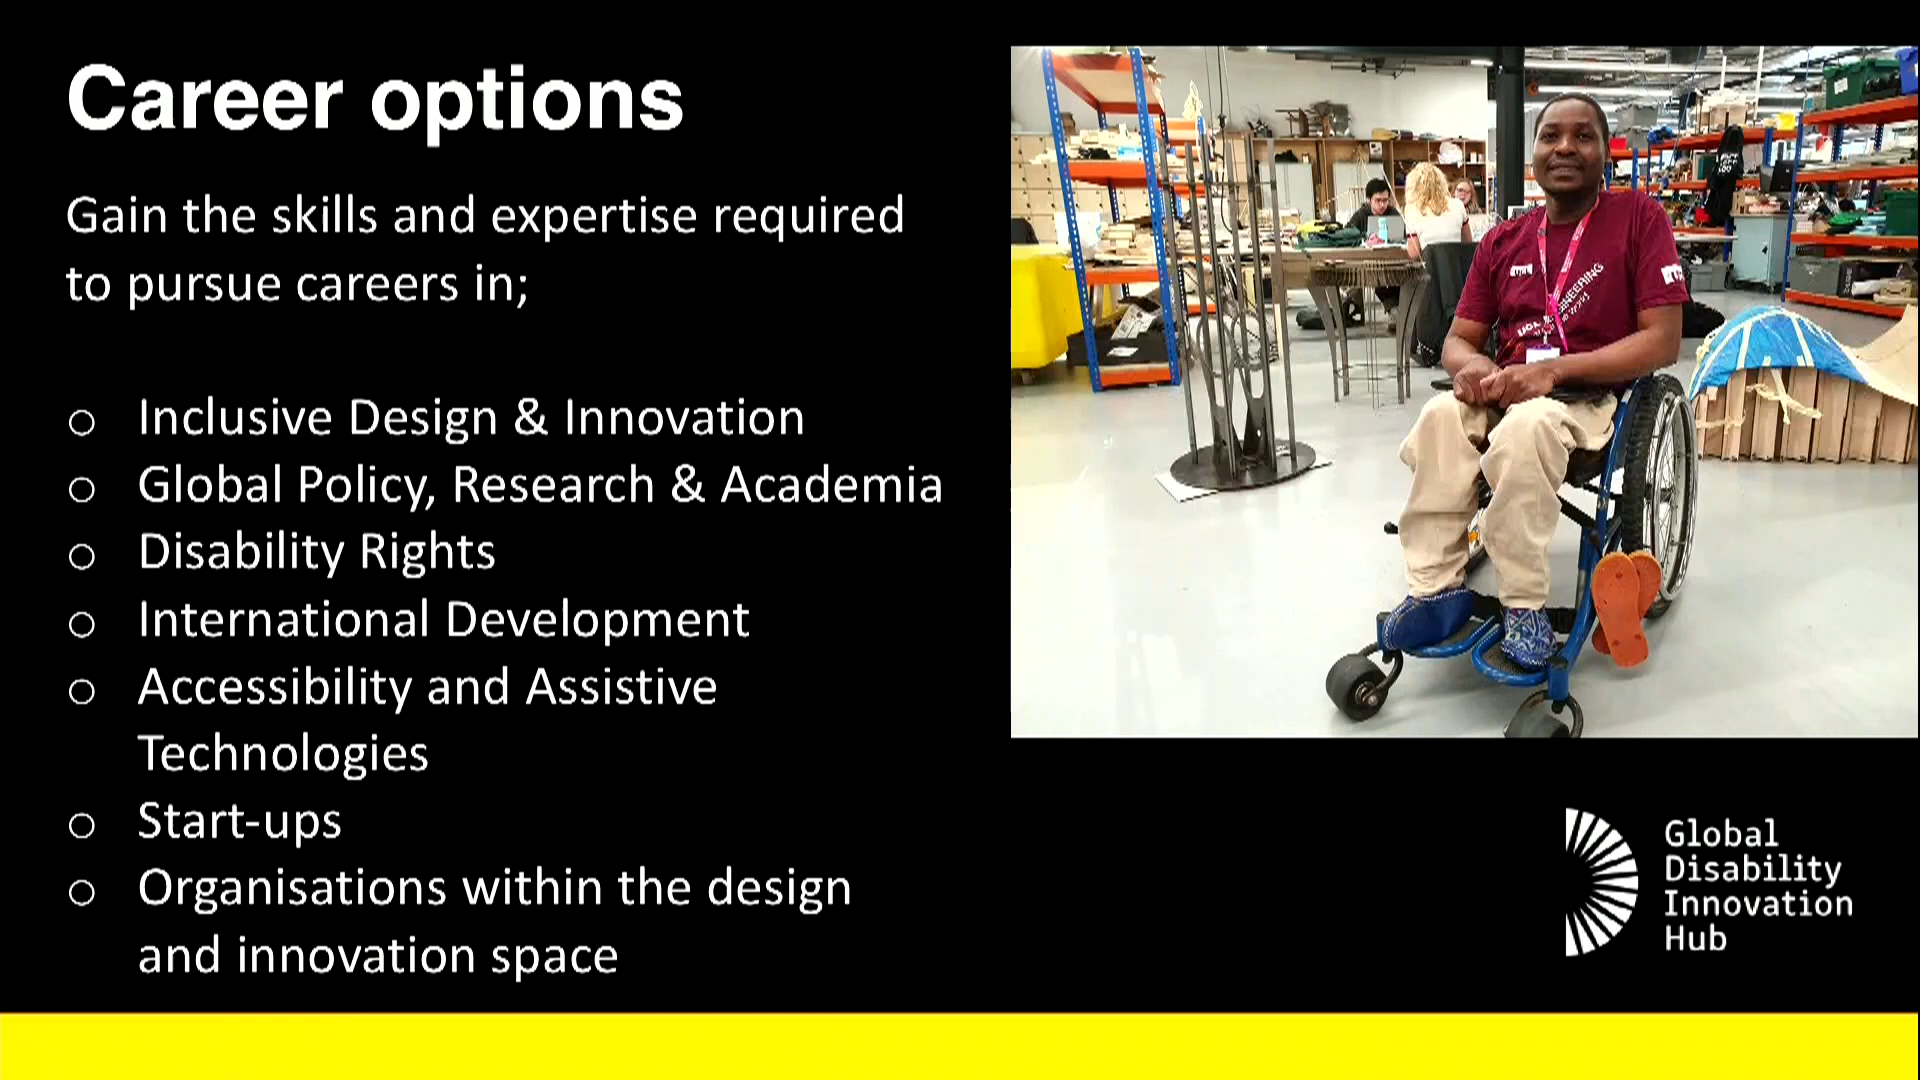 Career options
Gain the skills and expertise required
to pursue careers in;
Inclusive Design & Innovation
Global Policy, Research & Academia
Disability Rights
International Development
Accessibility and Assistive
Technologies
Start-ups
Organisations within the design
and innovation space
UCL ENGINEERING
Global
Disability
Innovation
Hub